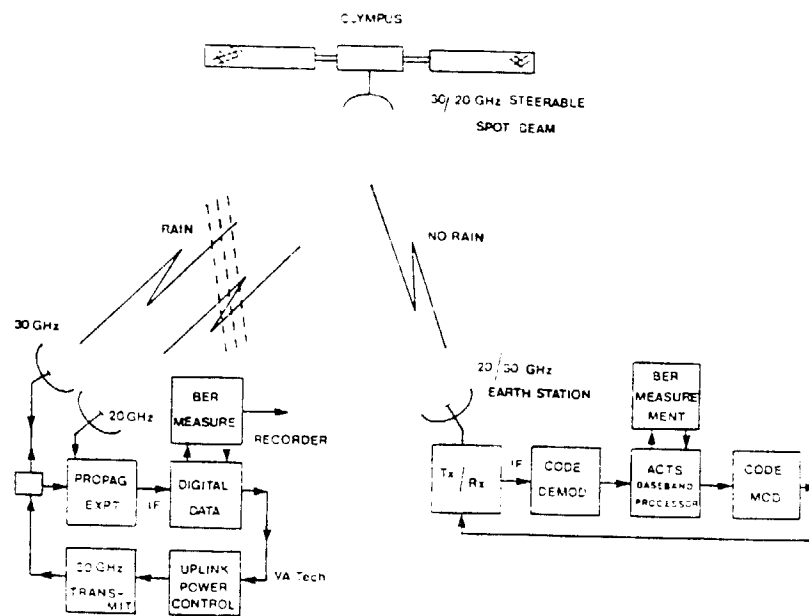 OLYMPUS
30/20 GHz STEERABLE
SPOT BEAM
RAIN
NO RAIN
30 GHz
20 GHz
BER
MEASURE
RECORDER
PROPAG
EXPT
IF
DIGITAL
DATA
TRANS-
MIT
UPLINK
POWER
CONTROL
VA Tech
20/30 GHz
EARTH STATION
BER
MEASURE
MENT
Tx/Rx
IF
CODE
DEMOD
ACTS
BASEBAND
PROCESSOR
CODE
MOD